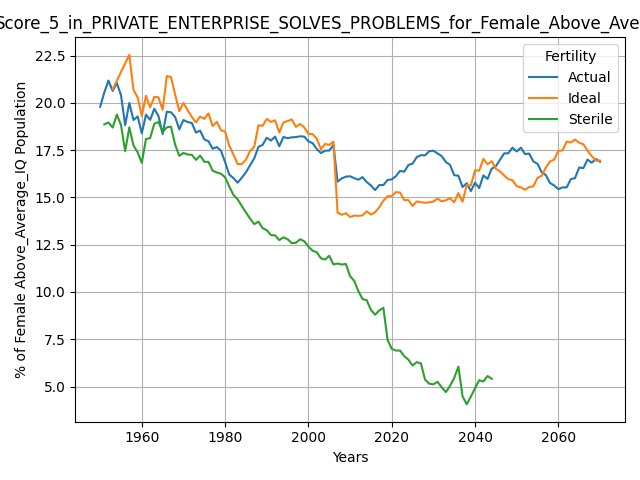 Score_5_in_PRIVATE_ENTERPRISE_SOLVES_PROBLEMS_for_Female_Above_Ave
Fertility
Actual
Ideal
Sterile
% of Female Above_Average_IQ Population
22.5
20.0
17.5
15.0
12.5
10.0
7.5
5.0
1960 1980 2000 2020 2040 2060
Years